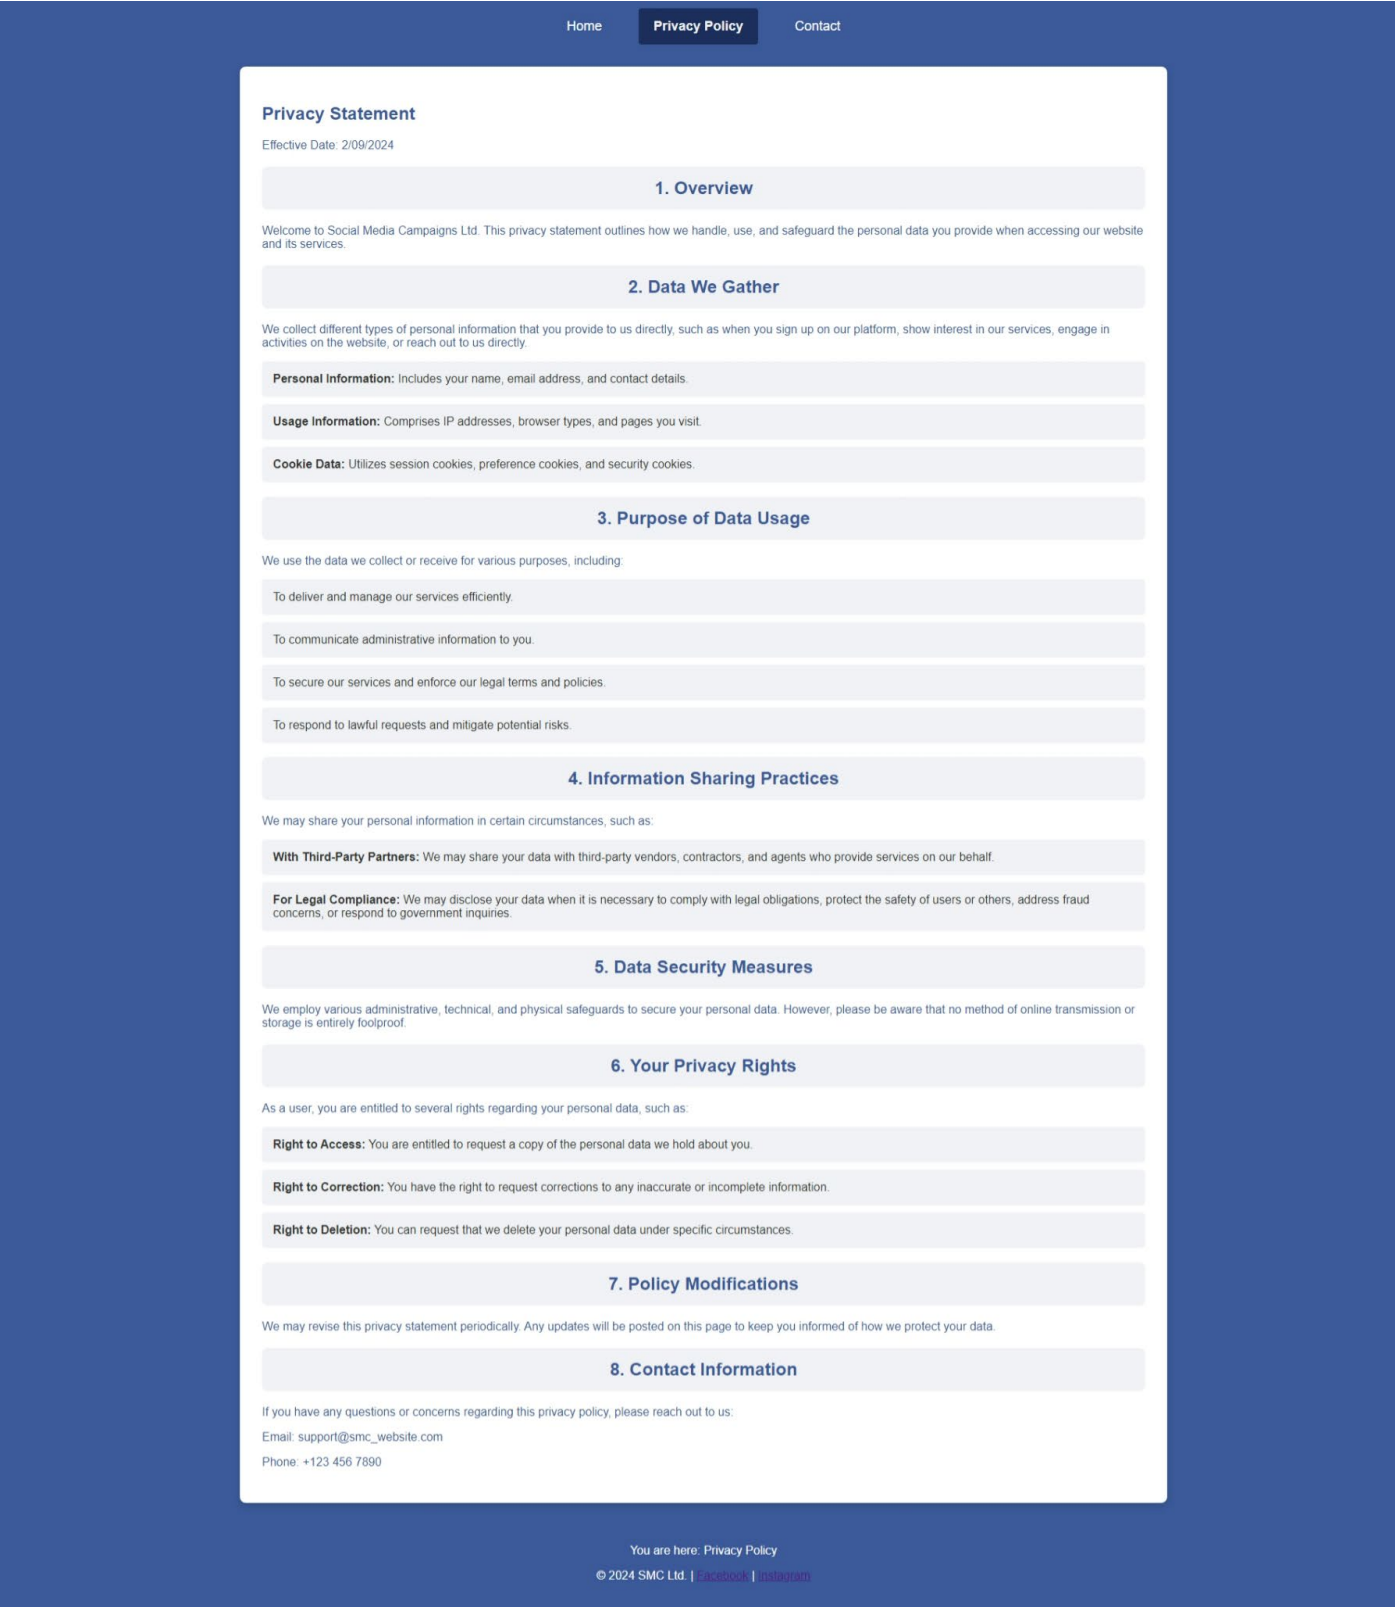 Home
Privacy Policy
Contact
Privacy Statement
Effective Date: 2/09/2024
1. Overview
Welcome to Social Media Campaigns Ltd. This privacy statement outlines how we handle, use, and safeguard the personal data you provide when accessing our website
and its services.
2. Data We Gather
We collect different types of personal information that you provide to us directly, such as when you sign up on our platform, show interest in our services, engage in
activities on the website, or reach out to us directly.
Personal Information: Includes your name, email address, and contact details.
Usage Information: Comprises IP addresses, browser types, and pages you visit.
Cookie Data: Utilizes session cookies, preference cookies, and security cookies.
3. Purpose of Data Usage
We use the data we collect or receive for various purposes, including:
To deliver and manage our services efficiently.
To communicate administrative information to you.
To secure our services and enforce our legal terms and policies.
To respond to lawful requests and mitigate potential risks.
4. Information Sharing Practices
We may share your personal information in certain circumstances, such as:
With Third-Party Partners: We may share your data with third-party vendors, contractors, and agents who provide services on our behalf.
For Legal Compliance: We may disclose your data when it is necessary to comply with legal obligations, protect the safety of users or others, address fraud
concerns, or respond to government inquiries.
5. Data Security Measures
We employ various administrative, technical, and physical safeguards to secure your personal data. However, please be aware that no method of online transmission or
storage is entirely foolproof.
6. Your Privacy Rights
As a user, you are entitled to several rights regarding your personal data, such as:
Right to Access: You are entitled to request a copy of the personal data we hold about you.
Right to Correction: You have the right to request corrections to any inaccurate or incomplete information.
Right to Deletion: You can request that we delete your personal data under specific circumstances.
7. Policy Modifications
We may revise this privacy statement periodically. Any updates will be posted on this page to keep you informed of how we protect your data.
8. Contact Information
If you have any questions or concerns regarding this privacy policy, please reach out to us:
Email: support@smc_website.com
Phone: +123 456 7890
You are here: Privacy Policy
© 2024 SMC Ltd. | Facebook | Instagram